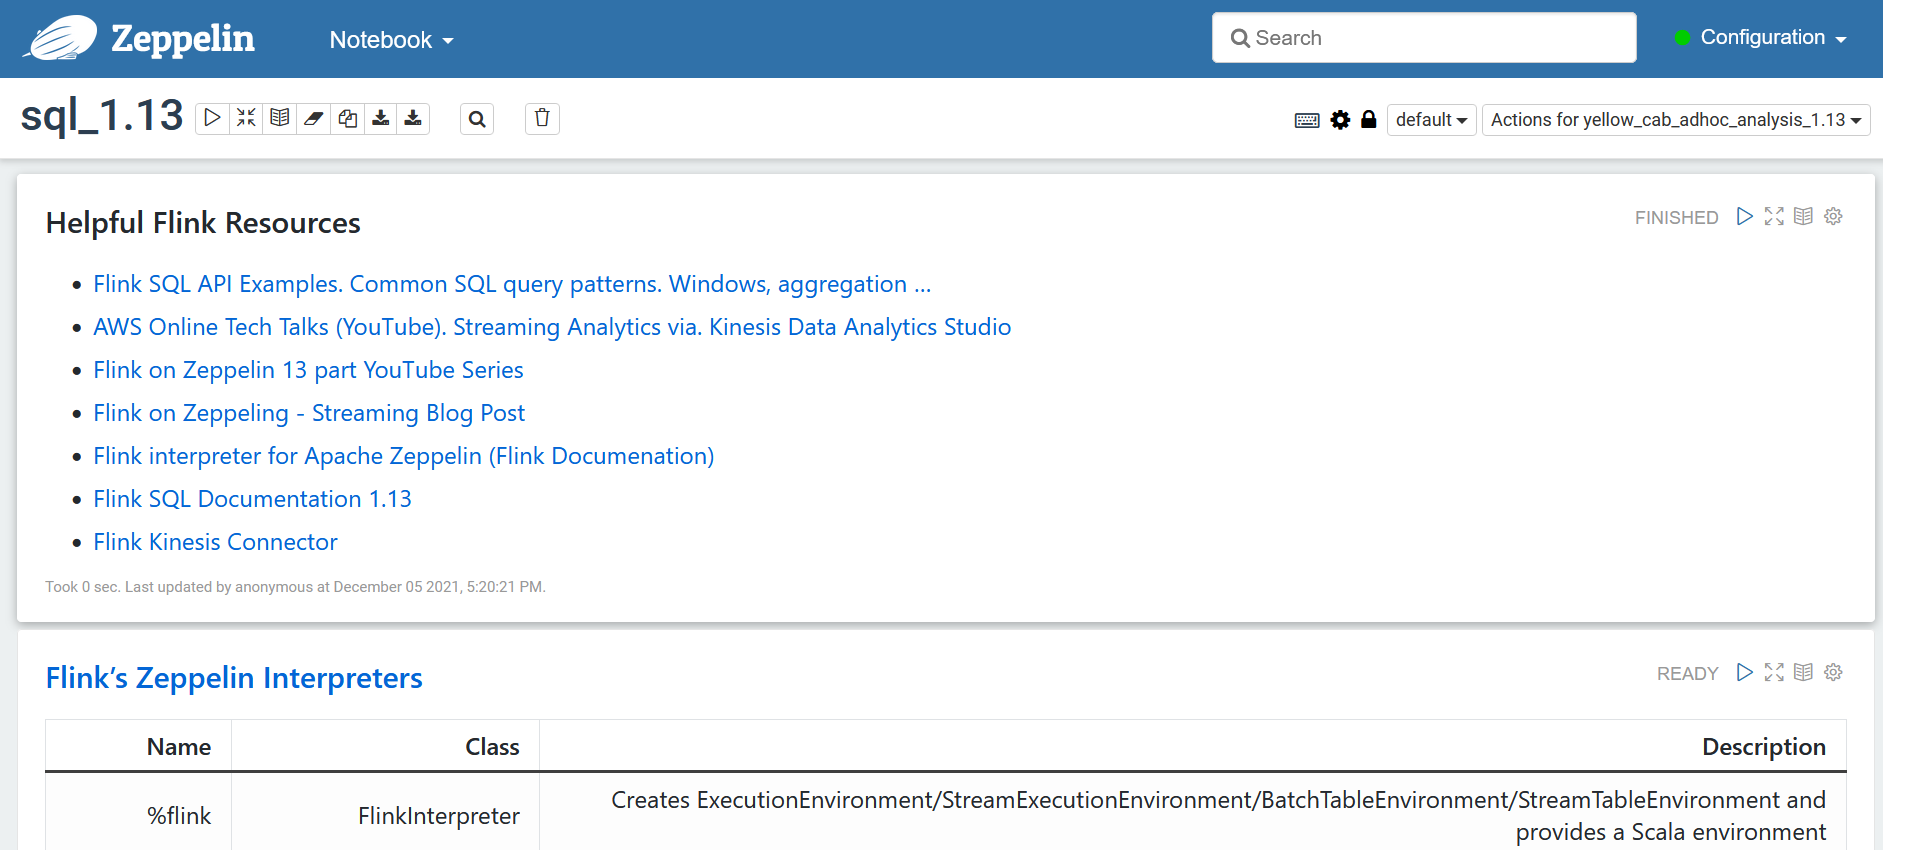 Zeppelin
Notebook
Search
Configuration
sql_1.13
default
Actions for yellow_cab_adhoc_analysis_1.13
Helpful Flink Resources
FINISHED
Flink SQL API Examples. Common SQL query patterns. Windows, aggregation ...
AWS Online Tech Talks (YouTube). Streaming Analytics via. Kinesis Data Analytics Studio
Flink on Zeppelin 13 part YouTube Series
Flink on Zeppeling - Streaming Blog Post
Flink interpreter for Apache Zeppelin (Flink Documenation)
Flink SQL Documentation 1.13
Flink Kinesis Connector
Took 0 sec. Last updated by anonymous at December 05 2021, 5:20:21 PM.
Flink’s Zeppelin Interpreters
READY
Name Class Description
%flink FlinkInterpreter Creates ExecutionEnvironment/StreamExecutionEnvironment/BatchTableEnvironment/StreamTableEnvironment and
provides a Scala environment